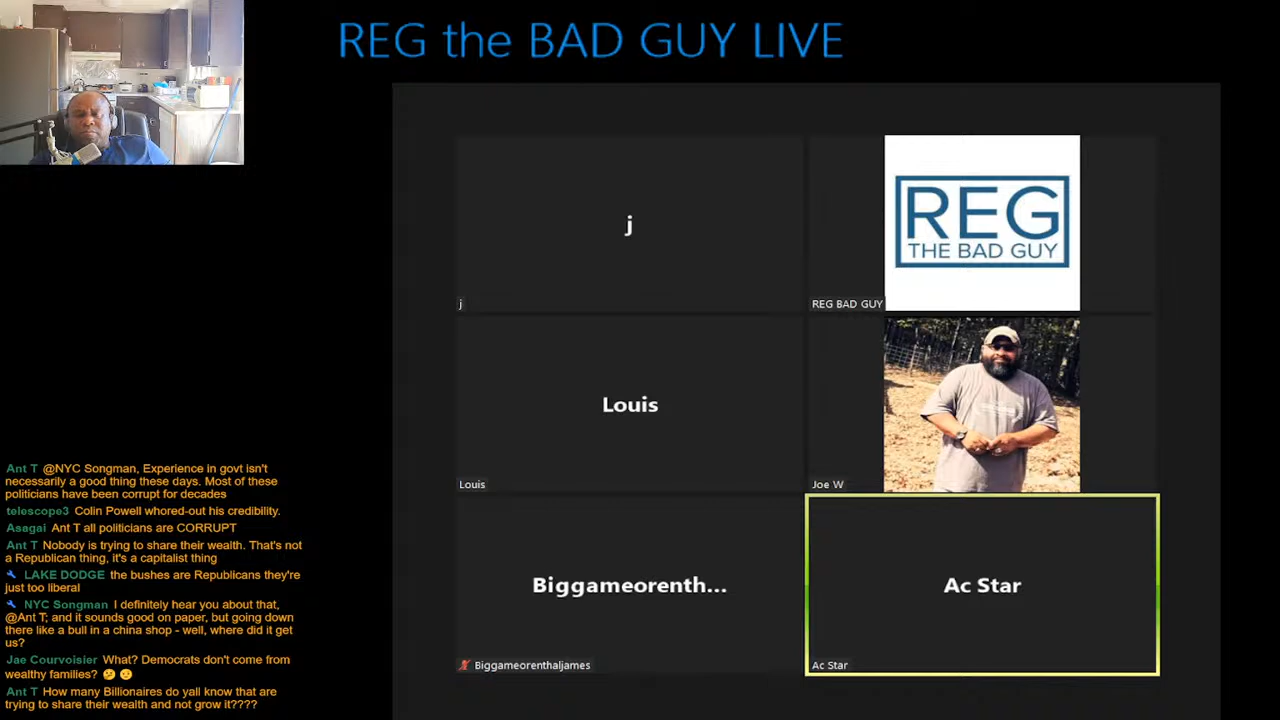 REG the BAD GUY LIVE
j
j
REG
THE BAD GUY
REG BAD GUY
Louis
Louis
Joe W
Biggameorenth...
Biggameorenthaljames
Ac Star
Ac Star
Ant T @NYC Songman, Experience in govt isn't
necessarily a good thing these days. Most of these
politicians have been corrupt for decades
telescope3 Colin Powell whored-out his credibility.
Asagai Ant T all politicians are CORRUPT
Ant T Nobody is trying to share their wealth. That's not
a Republican thing, it's a capitalist thing
LAKE DODGE the bushes are Republicans they're
just too liberal
NYC Songman I definitely hear you about that,
@Ant T; and it sounds good on paper, but going down
there like a bull in a china shop - well, where did it get
us?
Jae Courvoisier What? Democrats don't come from
wealthy families? 🤔 🤨
Ant T How many Billionaires do yall know that are
trying to share their wealth and not grow it????